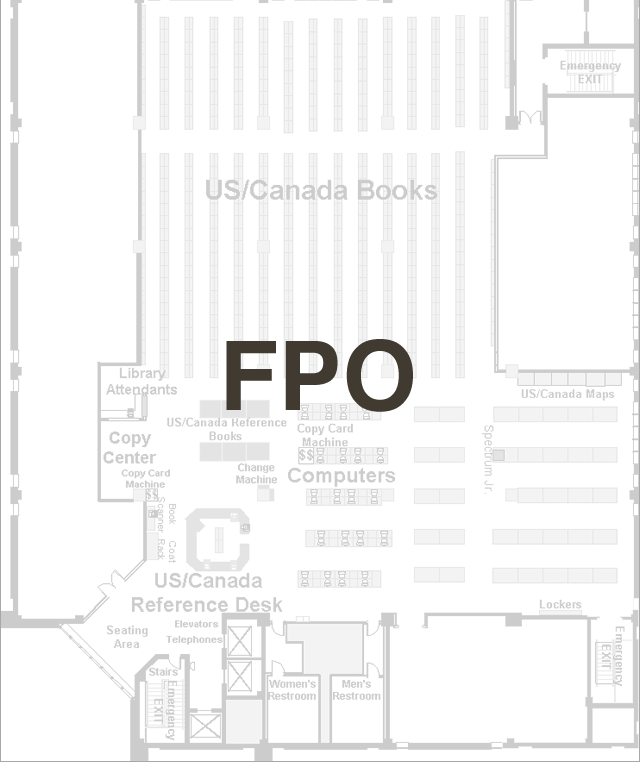 Emergency
EXIT
US/Canada Books
FPO
Library
Attendants
US/Canada Maps
US/Canada Reference
Books
Copy Card
Machine
Copy
Center
$$
Spectrum Jr.
Change
Machine
Computers
Copy Card
Machine
$$
Book
Scanner
Coat
Rack
US/Canada
Reference Desk
Lockers
Elevators
Telephones
Seating
Area
Emergency
EXIT
Stairs
Emergency
EXIT
Women's
Restroom
Men's
Restroom